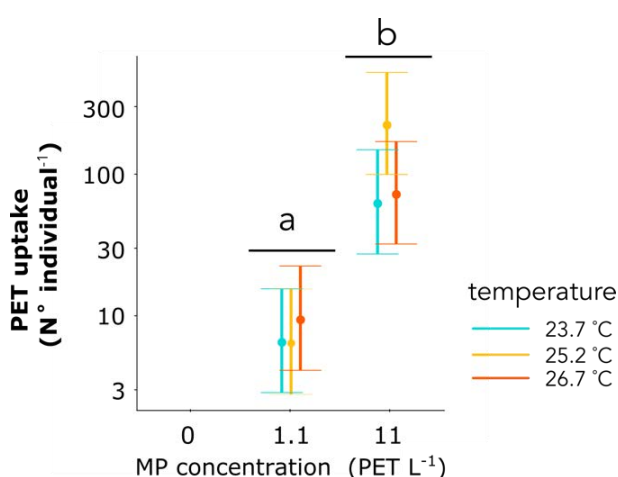 b
300
100
a
30
10
3
PET uptake
(N° individual-1)
0 1.1 11
MP concentration (PET L-1)
temperature
23.7 °C
25.2 °C
26.7 °C